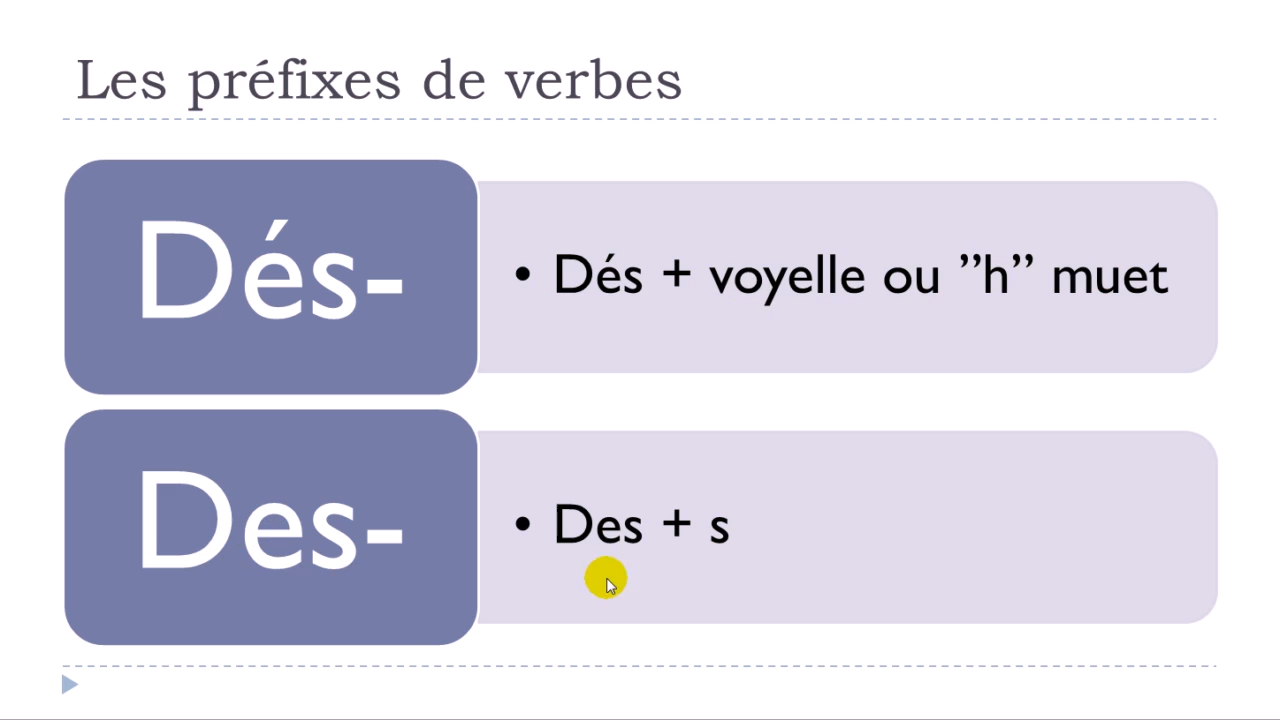 Les préfixes de verbes
Dés-
• Dés + voyelle ou ”h” muet
Des-
• Des + s